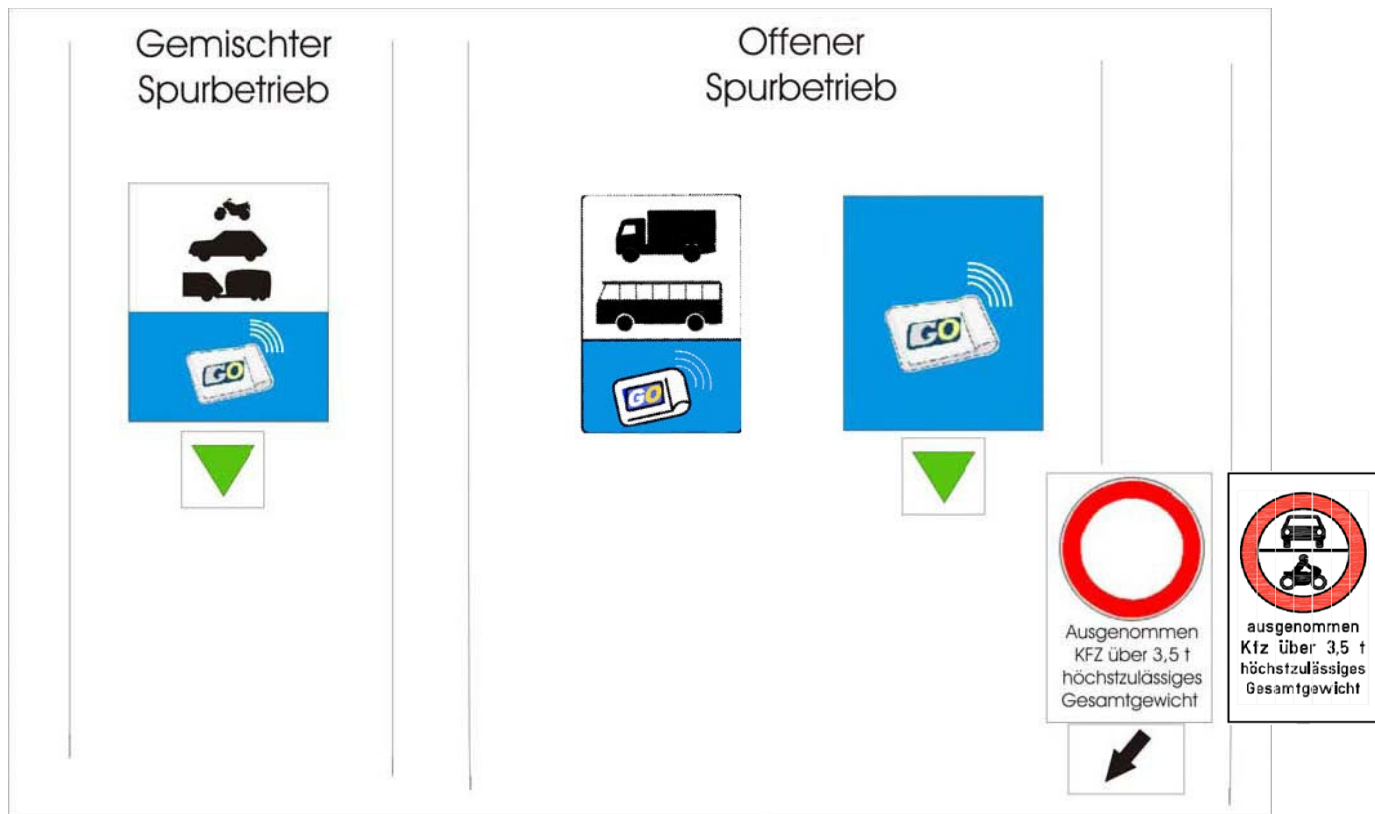 Gemischter
Spurbetrieb
Offener
Spurbetrieb
GO
GO
GO
Ausgenommen
KFZ über 3,5 t
höchstzulässiges
Gesamtgewicht
ausgenommen
Kfz über 3,5 t
höchstzulässiges
Gesamtgewicht